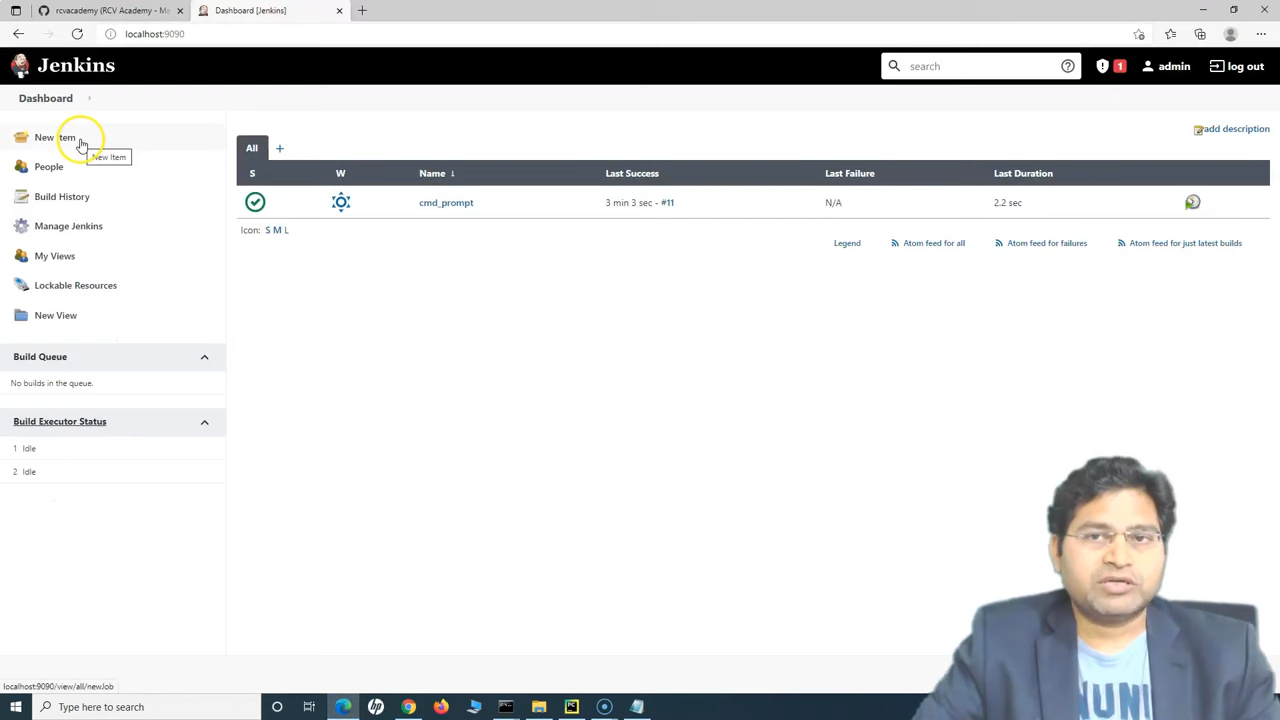 rcvacademy (RCV Academy - Ma
Dashboard [Jenkins]
localhost:9090
Jenkins
search
1
admin
log out
Dashboard
New Item
New Item
People
Build History
Manage Jenkins
My Views
Lockable Resources
New View
Build Queue
No builds in the queue.
Build Executor Status
1 Idle
2 Idle
add description
All +
S W Name ↓ Last Success Last Failure Last Duration
cmd_prompt 3 min 3 sec - #11 N/A 2.2 sec
Icon: S M L
Legend Atom feed for all Atom feed for failures Atom feed for just latest builds
UNUNI
localhost:9090/view/all/newJob
Type here to search